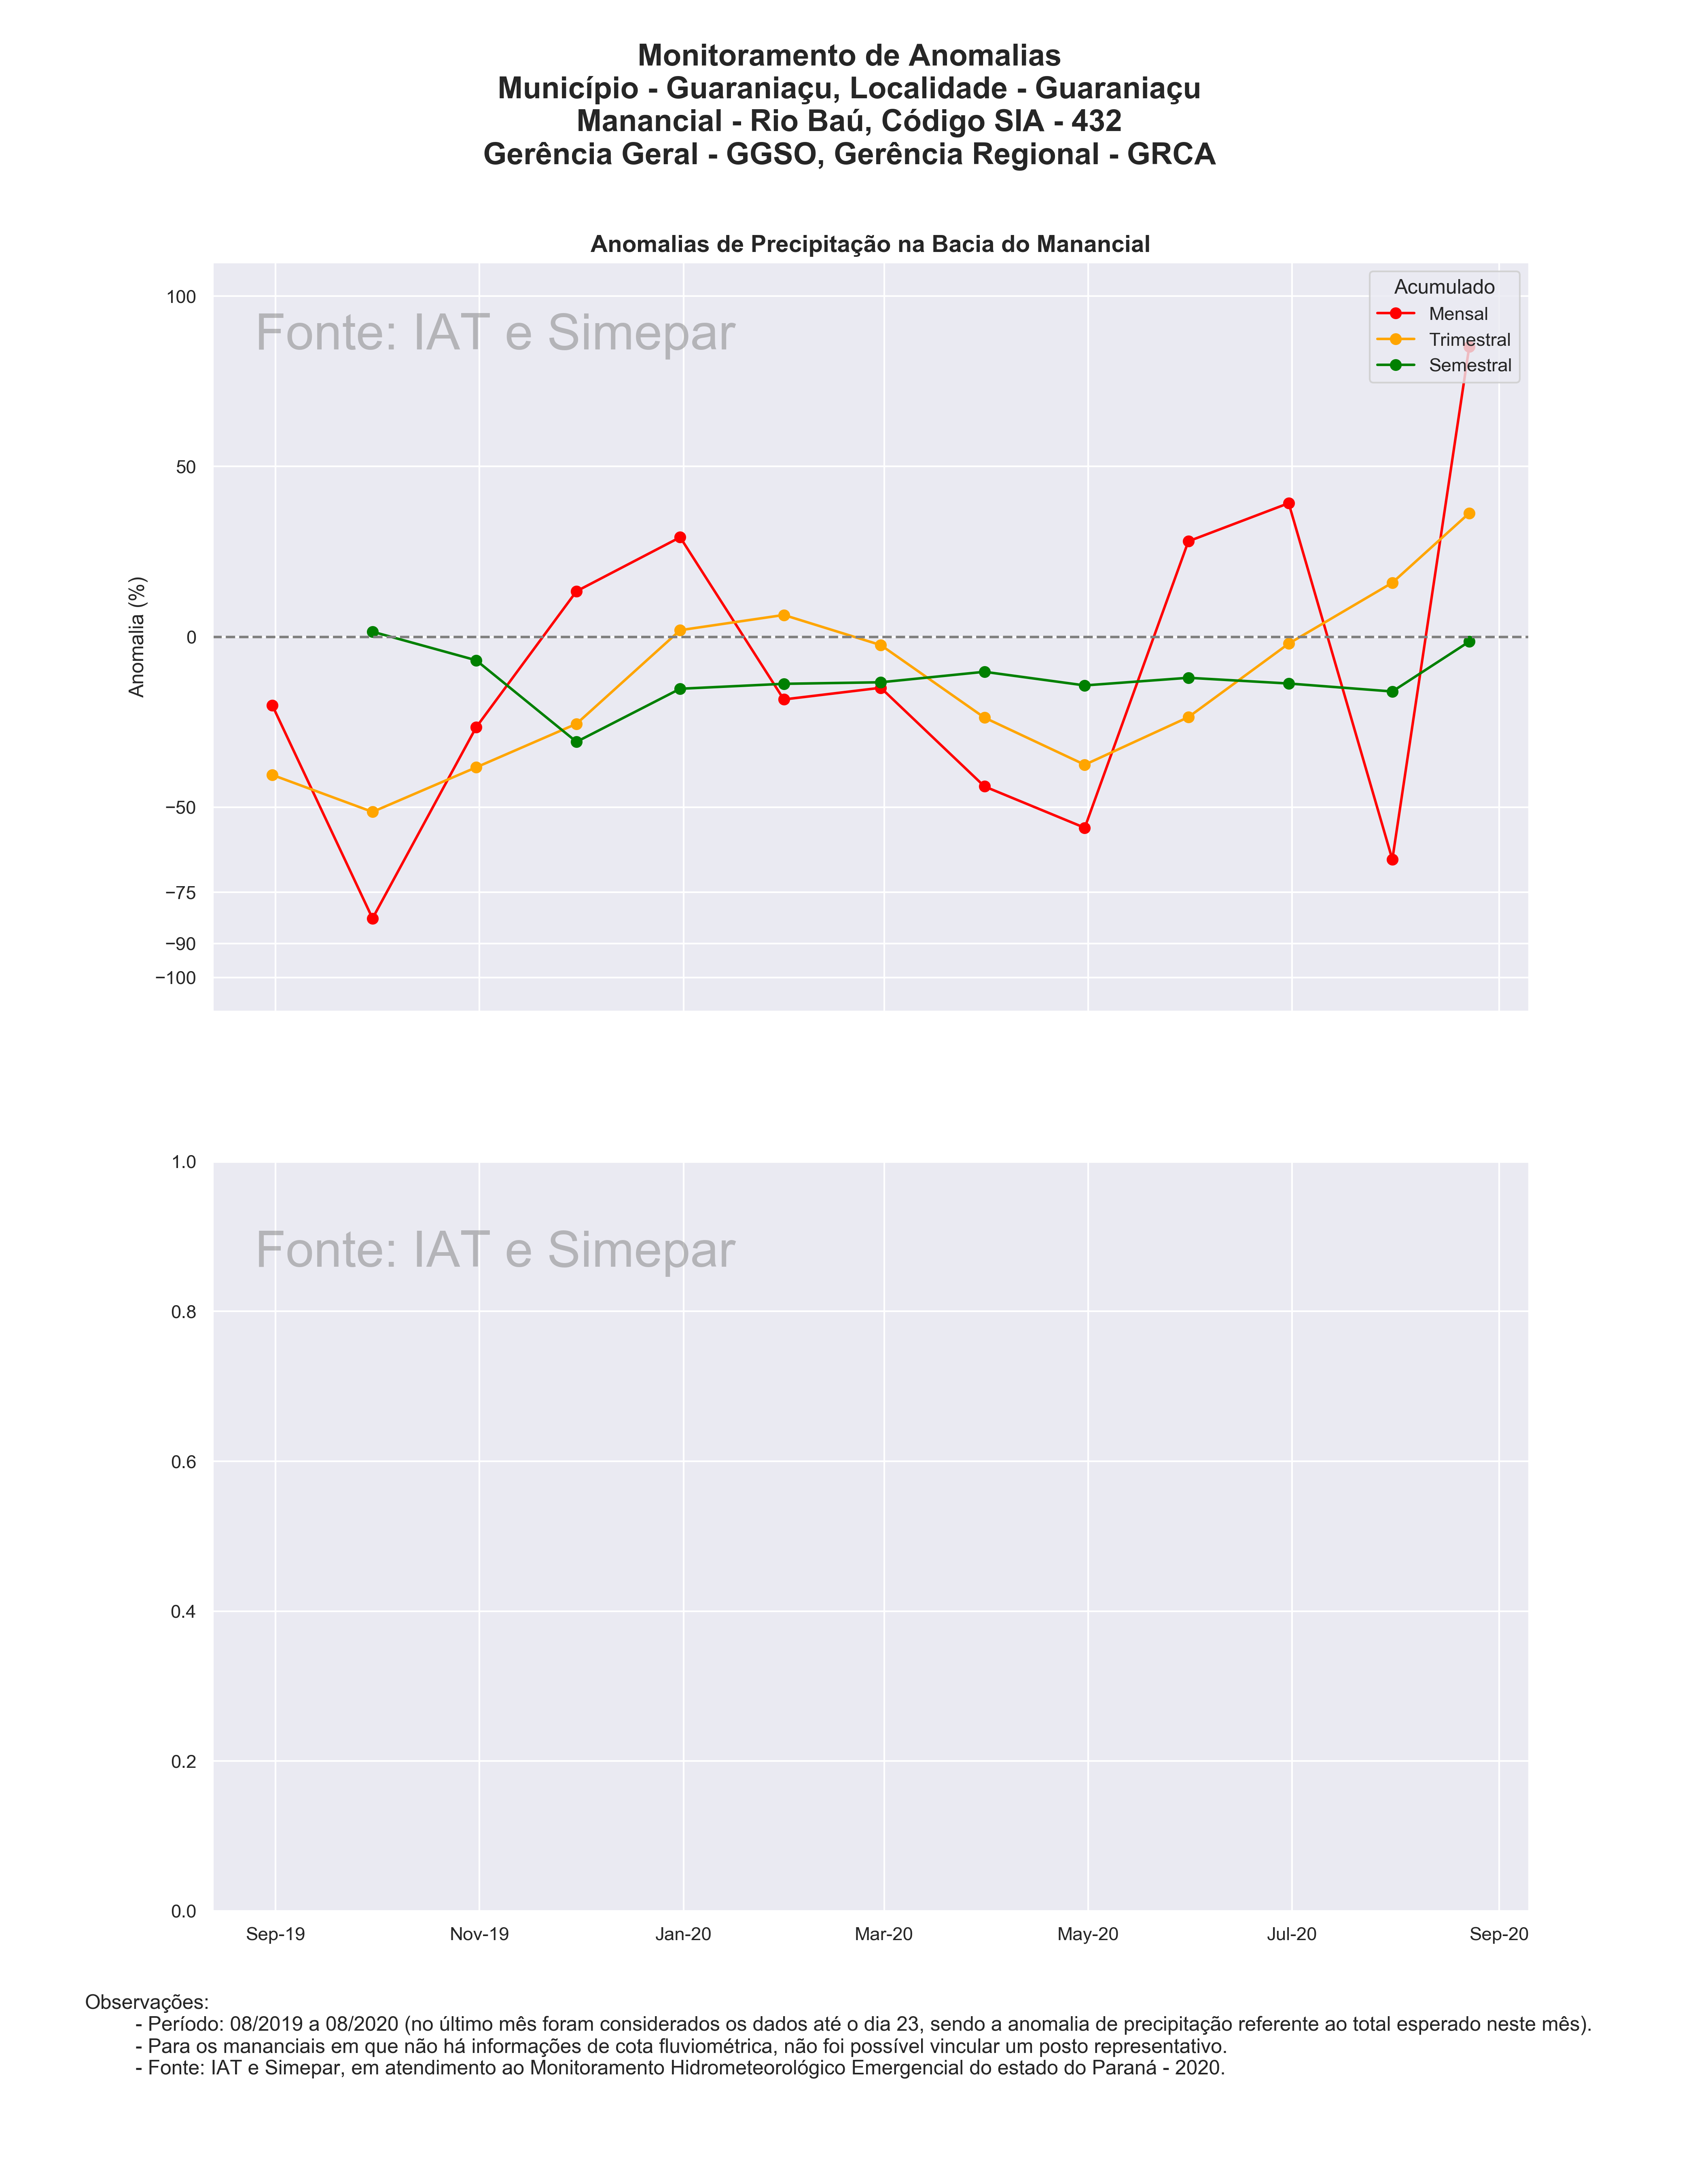 Monitoramento de Anomalias
Município - Guaraniaçu, Localidade - Guaraniaçu
Manancial - Rio Baú, Código SIA - 432
Gerência Geral - GGSO, Gerência Regional - GRCA
Anomalias de Precipitação na Bacia do Manancial
Fonte: IAT e Simepar
Acumulado
Mensal
Trimestral
Semestral
Anomalia (%)
100
50
0
−50
−75
−90
−100
Fonte: IAT e Simepar
1.0
0.8
0.6
0.4
0.2
0.0
Sep-19 Nov-19 Jan-20 Mar-20 May-20 Jul-20 Sep-20
Observações:
- Período: 08/2019 a 08/2020 (no último mês foram considerados os dados até o dia 23, sendo a anomalia de precipitação referente ao total esperado neste mês).
- Para os mananciais em que não há informações de cota fluviométrica, não foi possível vincular um posto representativo.
- Fonte: IAT e Simepar, em atendimento ao Monitoramento Hidrometeorológico Emergencial do estado do Paraná - 2020.